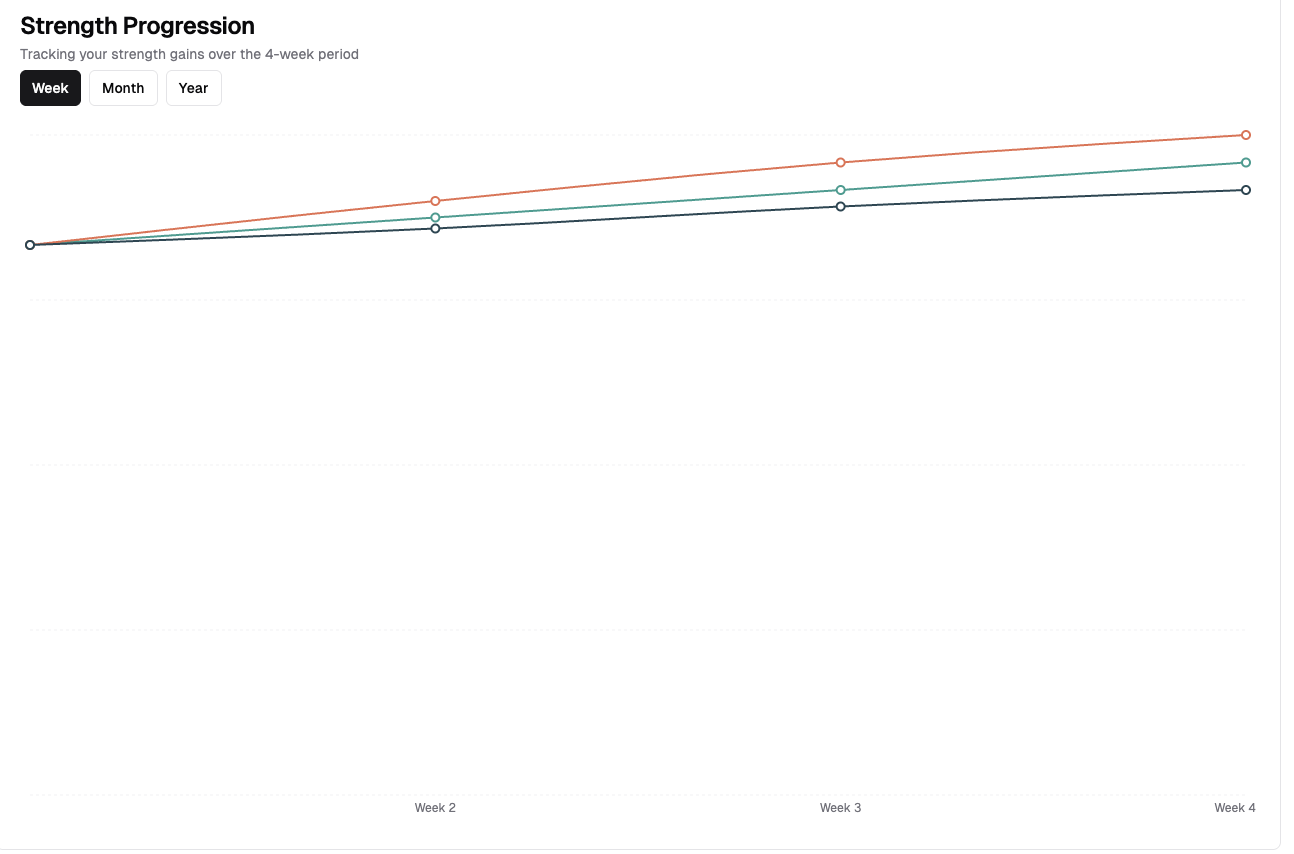 Strength Progression
Tracking your strength gains over the 4-week period
Week Month Year
Week 2 Week 3 Week 4